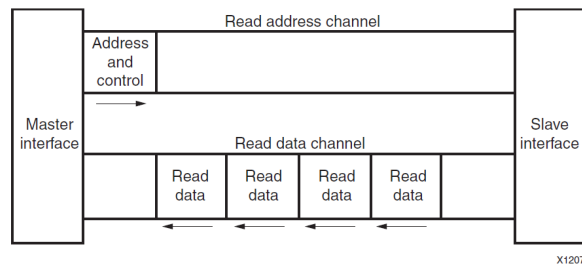 Read address channel
Address
and
control
Master
interface
Slave
interface
Read data channel
Read
data
Read
data
Read
data
Read
data
X1207